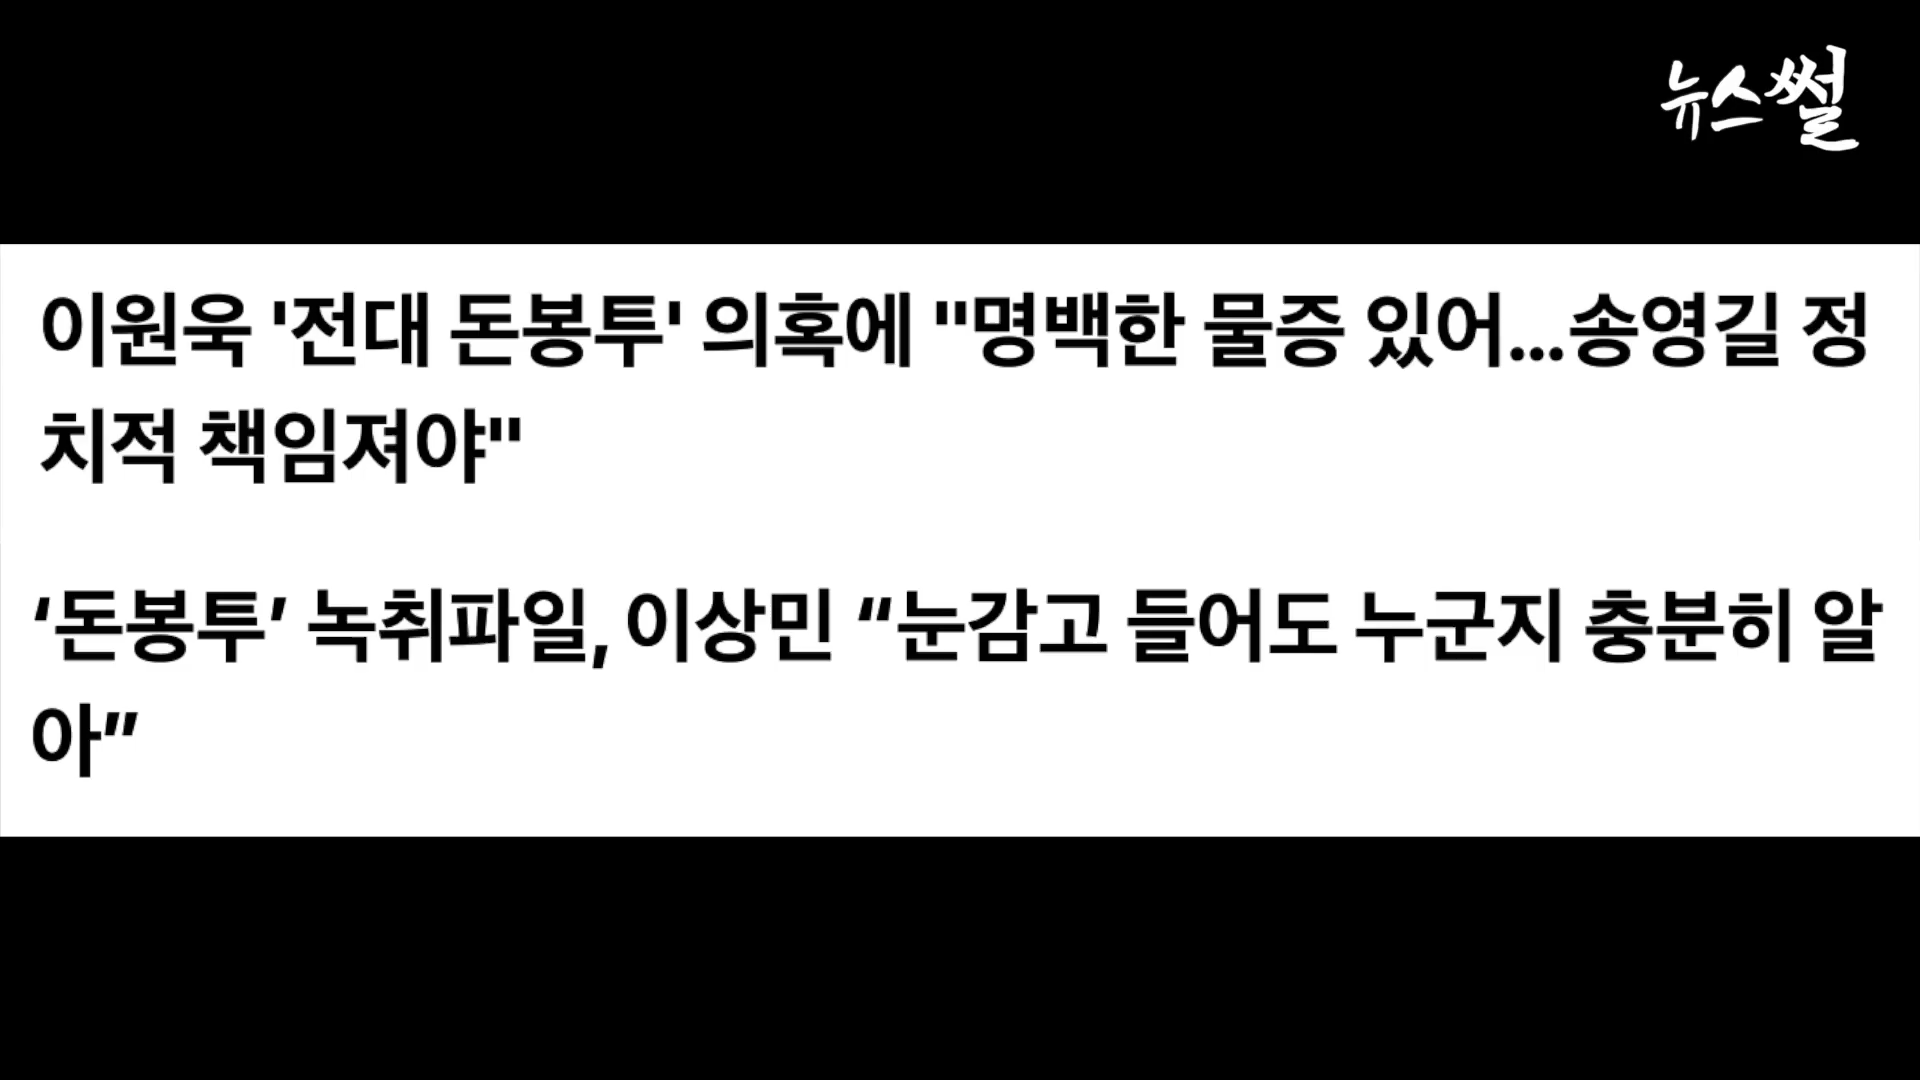 뉴스썰
이원욱 '전대 돈봉투' 의혹에 "명백한 물증 있어...송영길 정
치적 책임져야"
‘돈봉투’ 녹취파일, 이상민 “눈감고 들어도 누군지 충분히 알
아”